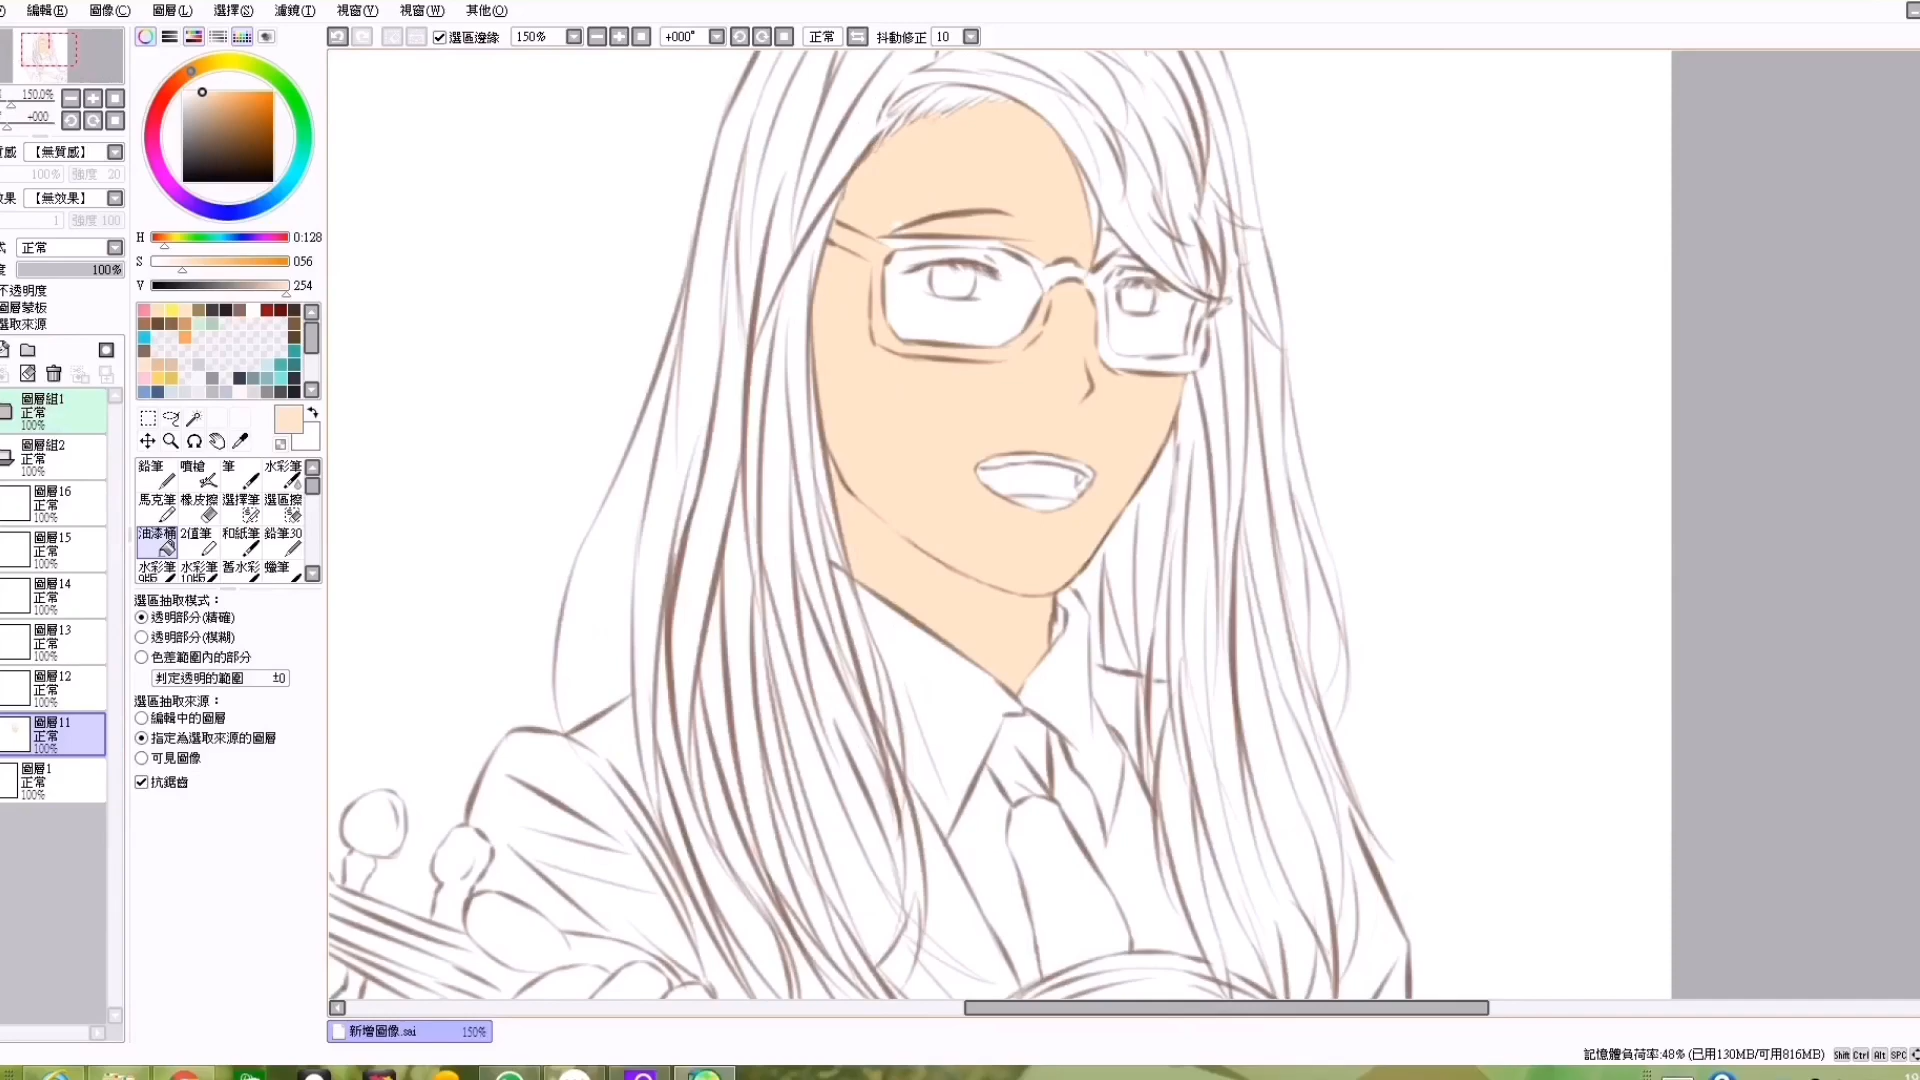 編輯(E) 圖像(C) 圖層(L) 選擇(S) 濾鏡(T) 視窗(V) 視窗(W) 其他(O)
選區邊緣 150% +000° 正常 抖動修正 10
150.0%
+000
質感 【無質感】
100% 強度 20
效果 【無效果】
1 強度 100
式 正常
度 100%
不透明度
圖層蒙板
選取來源
H 0:128
S 056
V 254
鉛筆 噴槍 筆 水彩筆
馬克筆 橡皮擦 選擇筆 選區擦
油漆桶 2值筆 和紙筆 鉛筆30
水彩筆 水彩筆 舊水彩 蠟筆
選區抽取模式：
透明部分(精確)
透明部分(模糊)
色差範圍內的部分
判定透明的範圍 ±0
選區抽取來源：
編輯中的圖層
指定為選取來源的圖層
可見圖像
抗鋸齒
圖層組1
正常
100%
圖層組2
正常
100%
圖層16
正常
100%
圖層15
正常
100%
圖層14
正常
100%
圖層13
正常
100%
圖層12
正常
100%
圖層11
正常
100%
圖層1
正常
100%
新增圖像.sai 150%
記憶體負荷率:48% (已用130MB/可用816MB) Shift Ctrl Alt SPC